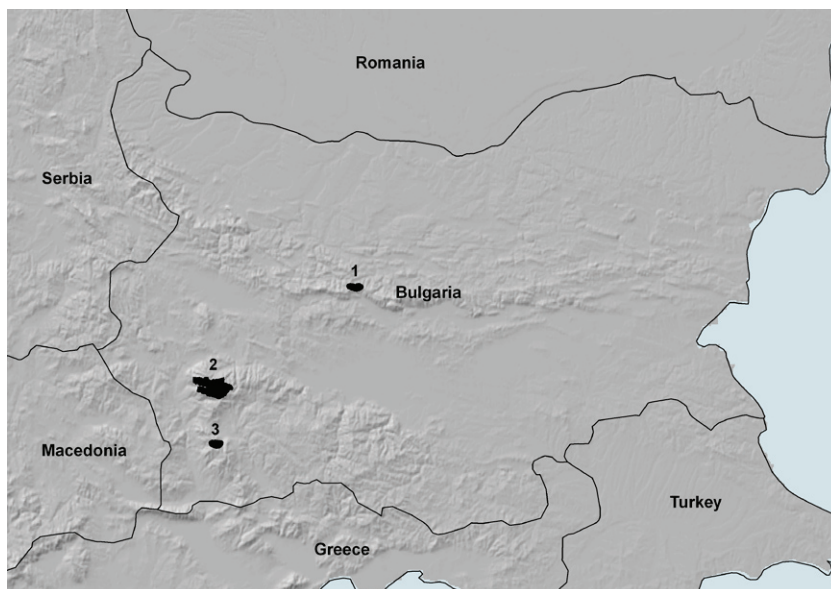 Romania
Serbia
1
Bulgaria
2
3
Macedonia
Turkey
Greece